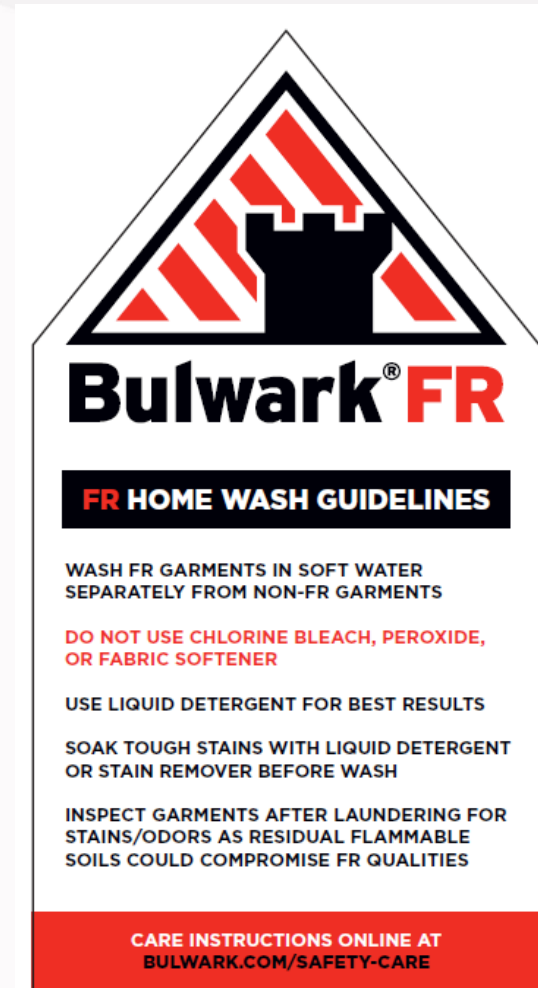 Bulwark® FR
FR HOME WASH GUIDELINES
WASH FR GARMENTS IN SOFT WATER
SEPARATELY FROM NON-FR GARMENTS
DO NOT USE CHLORINE BLEACH, PEROXIDE,
OR FABRIC SOFTENER
USE LIQUID DETERGENT FOR BEST RESULTS
SOAK TOUGH STAINS WITH LIQUID DETERGENT
OR STAIN REMOVER BEFORE WASH
INSPECT GARMENTS AFTER LAUNDERING FOR
STAINS/ODORS AS RESIDUAL FLAMMABLE
SOILS COULD COMPROMISE FR QUALITIES
CARE INSTRUCTIONS ONLINE AT
BULWARK.COM/SAFETY-CARE